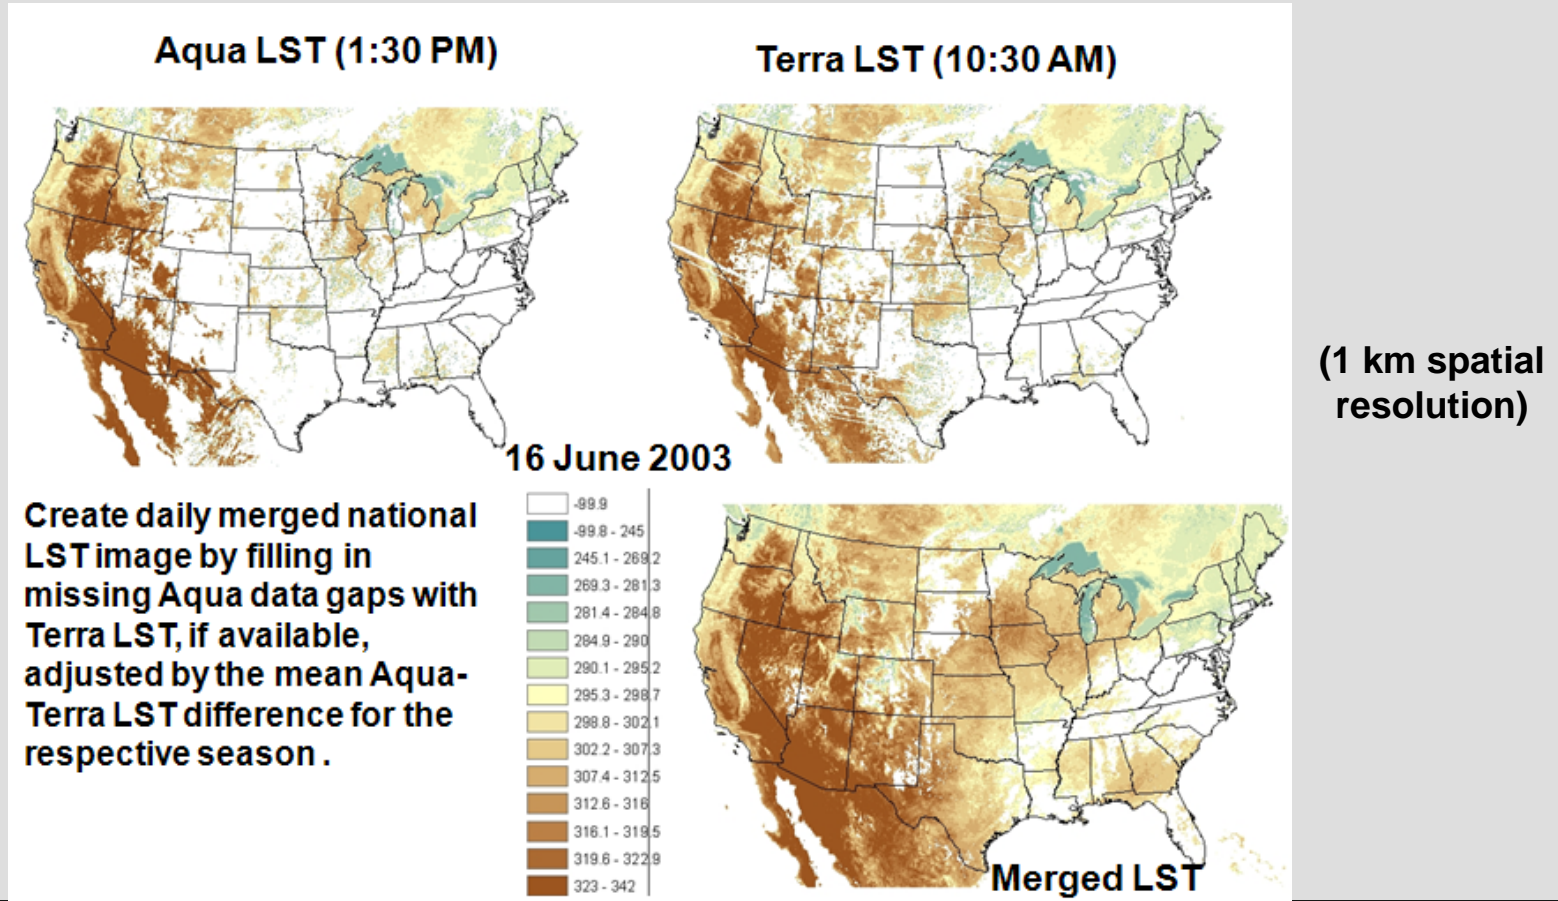 Aqua LST (1:30 PM)
Terra LST (10:30 AM)
(1 km spatial
resolution)
16 June 2003
Create daily merged national
LST image by filling in
missing Aqua data gaps with
Terra LST, if available,
adjusted by the mean Aqua-
Terra LST difference for the
respective season .
-99.9
-99.8 - 245
245.1 - 269.2
269.3 - 281.3
281.4 - 284.8
284.9 - 290
290.1 - 295.2
295.3 - 298.7
298.8 - 302.1
302.2 - 307.3
307.4 - 312.5
312.6 - 316
316.1 - 319.5
319.6 - 322.9
323 - 342
Merged LST